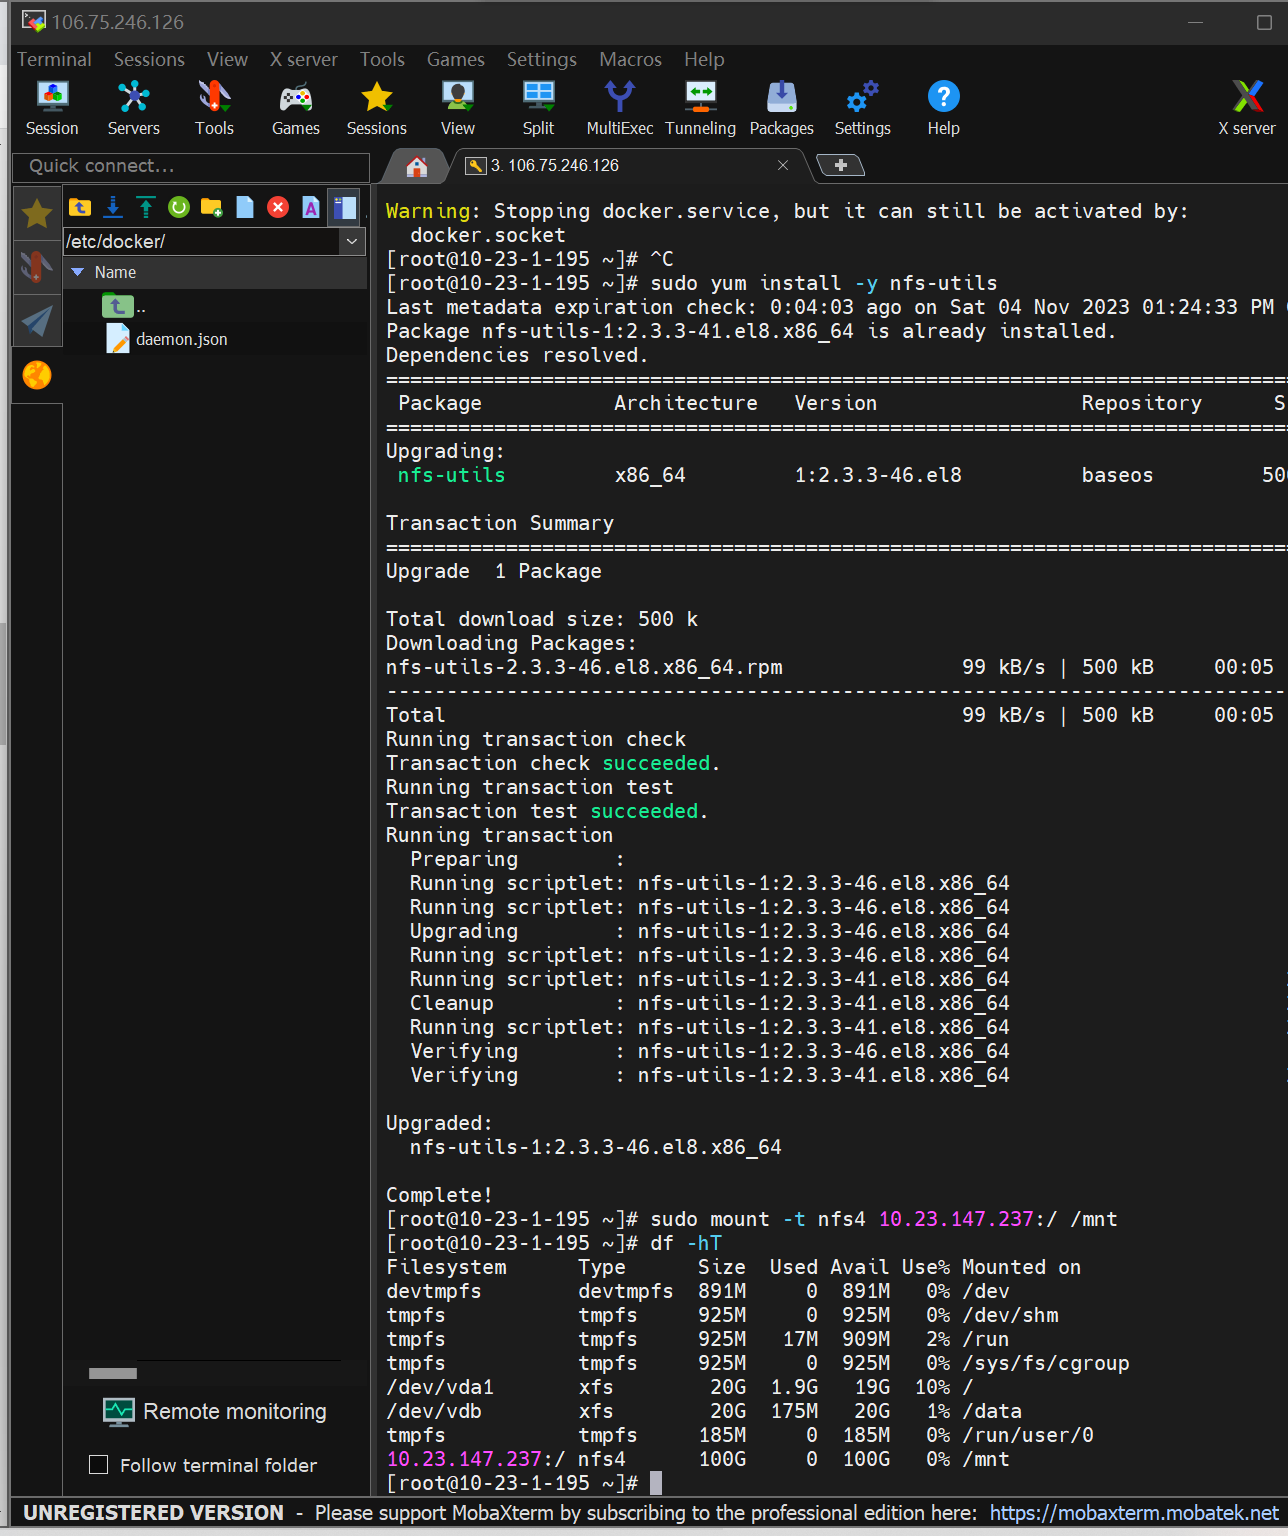 106.75.246.126
Terminal Sessions View X server Tools Games Settings Macros Help
Session Servers Tools Games Sessions View Split MultiExec Tunneling Packages Settings Help X server
Quick connect...
3. 106.75.246.126
/etc/docker/
Name
..
daemon.json
Remote monitoring
Follow terminal folder
Warning: Stopping docker.service, but it can still be activated by:
  docker.socket
[root@10-23-1-195 ~]# ^C
[root@10-23-1-195 ~]# sudo yum install -y nfs-utils
Last metadata expiration check: 0:04:03 ago on Sat 04 Nov 2023 01:24:33 PM
Package nfs-utils-1:2.3.3-41.el8.x86_64 is already installed.
Dependencies resolved.
===========================================================================
 Package           Architecture   Version                 Repository      S
===========================================================================
Upgrading:
 nfs-utils         x86_64         1:2.3.3-46.el8          baseos         50
Transaction Summary
===========================================================================
Upgrade  1 Package
Total download size: 500 k
Downloading Packages:
nfs-utils-2.3.3-46.el8.x86_64.rpm               99 kB/s | 500 kB     00:05
---------------------------------------------------------------------------
Total                                           99 kB/s | 500 kB     00:05
Running transaction check
Transaction check succeeded.
Running transaction test
Transaction test succeeded.
Running transaction
  Preparing        :
  Running scriptlet: nfs-utils-1:2.3.3-46.el8.x86_64
  Running scriptlet: nfs-utils-1:2.3.3-46.el8.x86_64
  Upgrading        : nfs-utils-1:2.3.3-46.el8.x86_64
  Running scriptlet: nfs-utils-1:2.3.3-46.el8.x86_64
  Running scriptlet: nfs-utils-1:2.3.3-41.el8.x86_64
  Cleanup          : nfs-utils-1:2.3.3-41.el8.x86_64
  Running scriptlet: nfs-utils-1:2.3.3-41.el8.x86_64
  Verifying        : nfs-utils-1:2.3.3-46.el8.x86_64
  Verifying        : nfs-utils-1:2.3.3-41.el8.x86_64
Upgraded:
  nfs-utils-1:2.3.3-46.el8.x86_64
Complete!
[root@10-23-1-195 ~]# sudo mount -t nfs4 10.23.147.237:/ /mnt
[root@10-23-1-195 ~]# df -hT
Filesystem      Type      Size  Used Avail Use% Mounted on
devtmpfs        devtmpfs  891M     0  891M   0% /dev
tmpfs           tmpfs     925M     0  925M   0% /dev/shm
tmpfs           tmpfs     925M   17M  909M   2% /run
tmpfs           tmpfs     925M     0  925M   0% /sys/fs/cgroup
/dev/vda1       xfs        20G  1.9G   19G  10% /
/dev/vdb        xfs        20G  175M   20G   1% /data
tmpfs           tmpfs     185M     0  185M   0% /run/user/0
10.23.147.237:/ nfs4      100G     0  100G   0% /mnt
[root@10-23-1-195 ~]#
UNREGISTERED VERSION - Please support MobaXterm by subscribing to the professional edition here: https://mobaxterm.mobatek.net